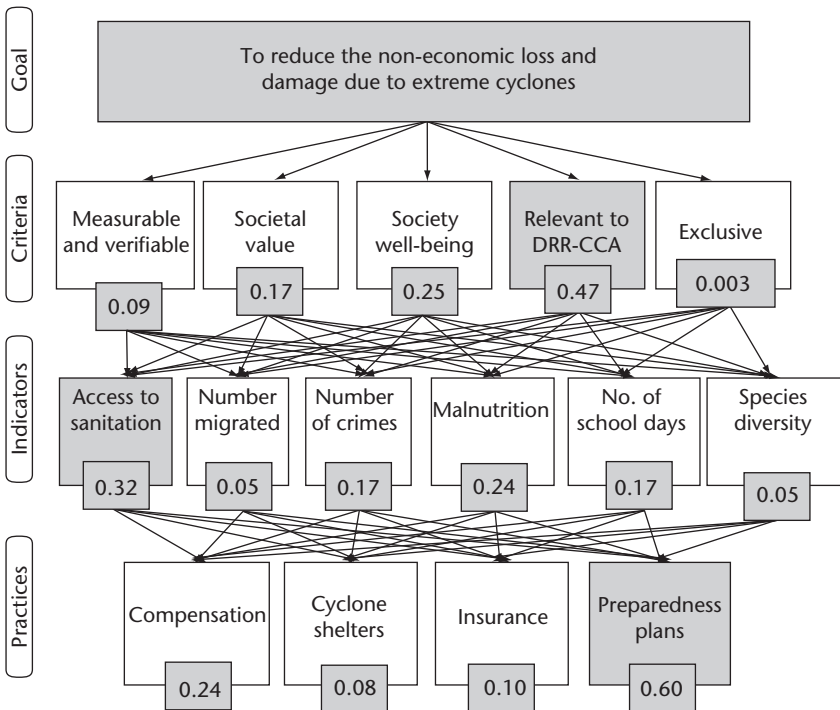 Goal
To reduce the non-economic loss and
damage due to extreme cyclones
Criteria
Measurable
and verifiable
0.09
Societal
value
0.17
Society
well-being
0.25
Relevant to
DRR-CCA
0.47
Exclusive
0.003
Indicators
Access to
sanitation
0.32
Number
migrated
0.05
Number
of crimes
0.17
Malnutrition
0.24
No. of
school days
0.17
Species
diversity
0.05
Practices
Compensation
0.24
Cyclone
shelters
0.08
Insurance
0.10
Preparedness
plans
0.60